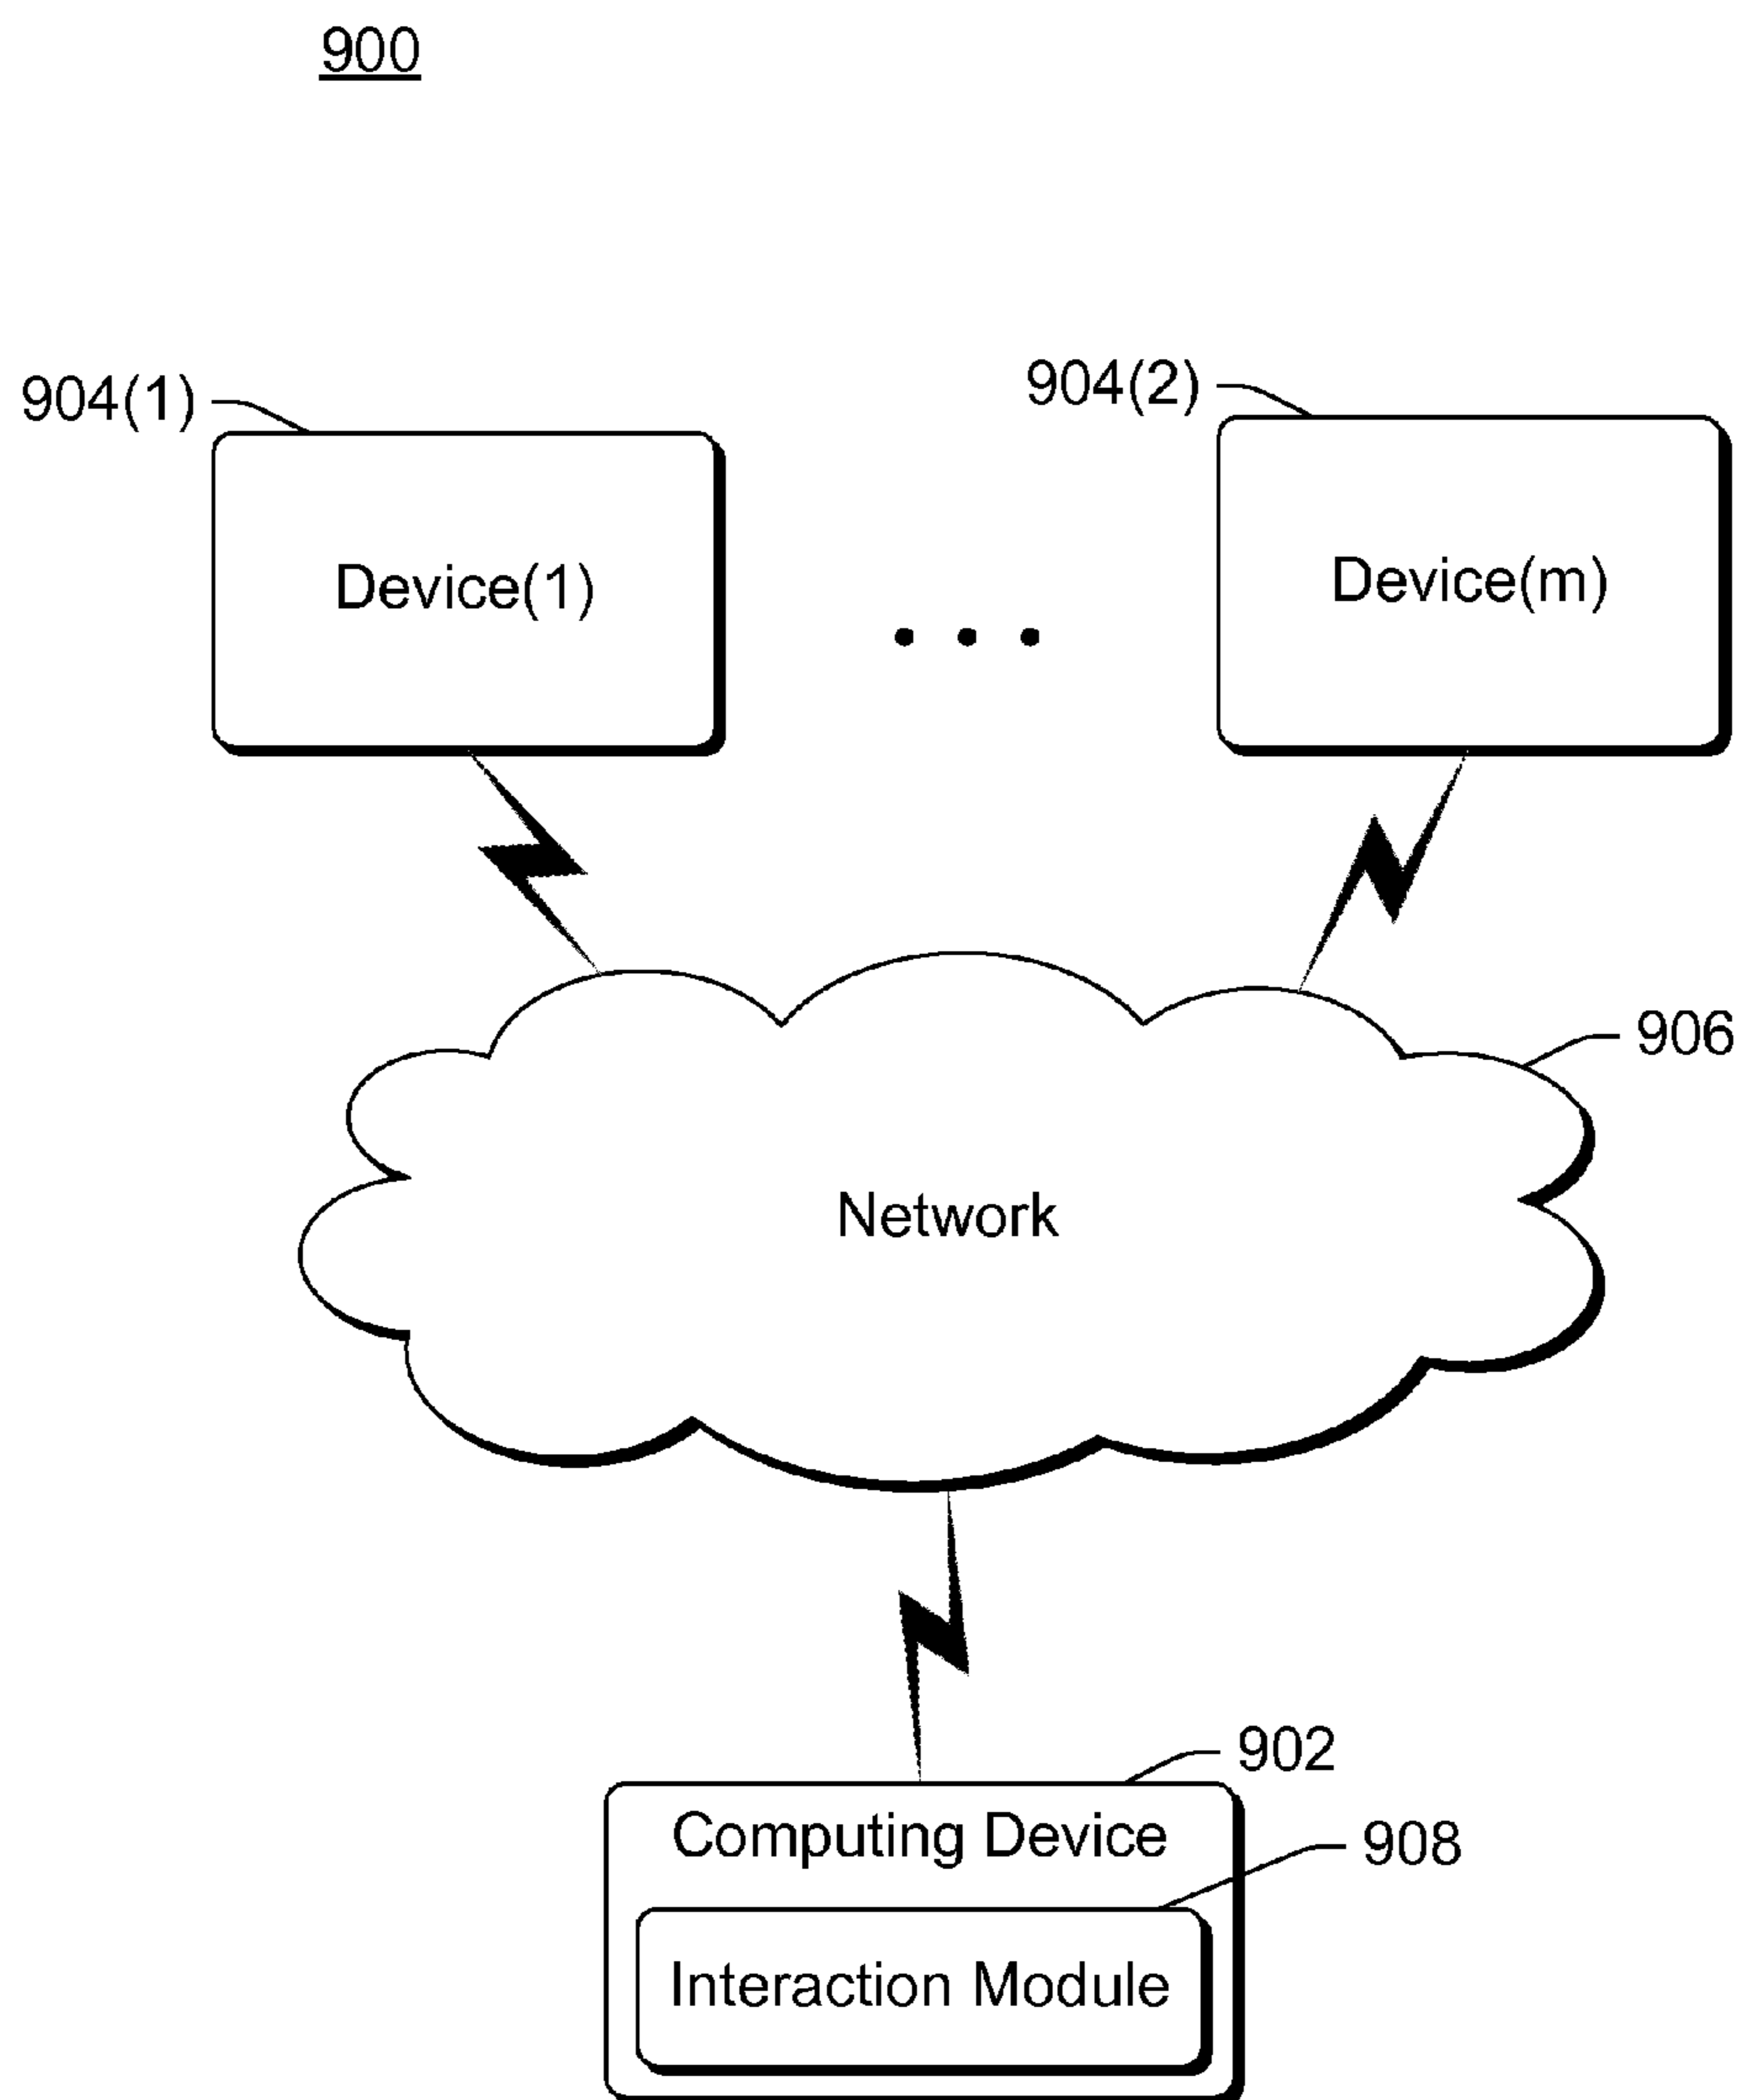 900
904(1)
904(2)
Device(1)
Device(m)
906
Network
902
Computing Device
908
Interaction Module